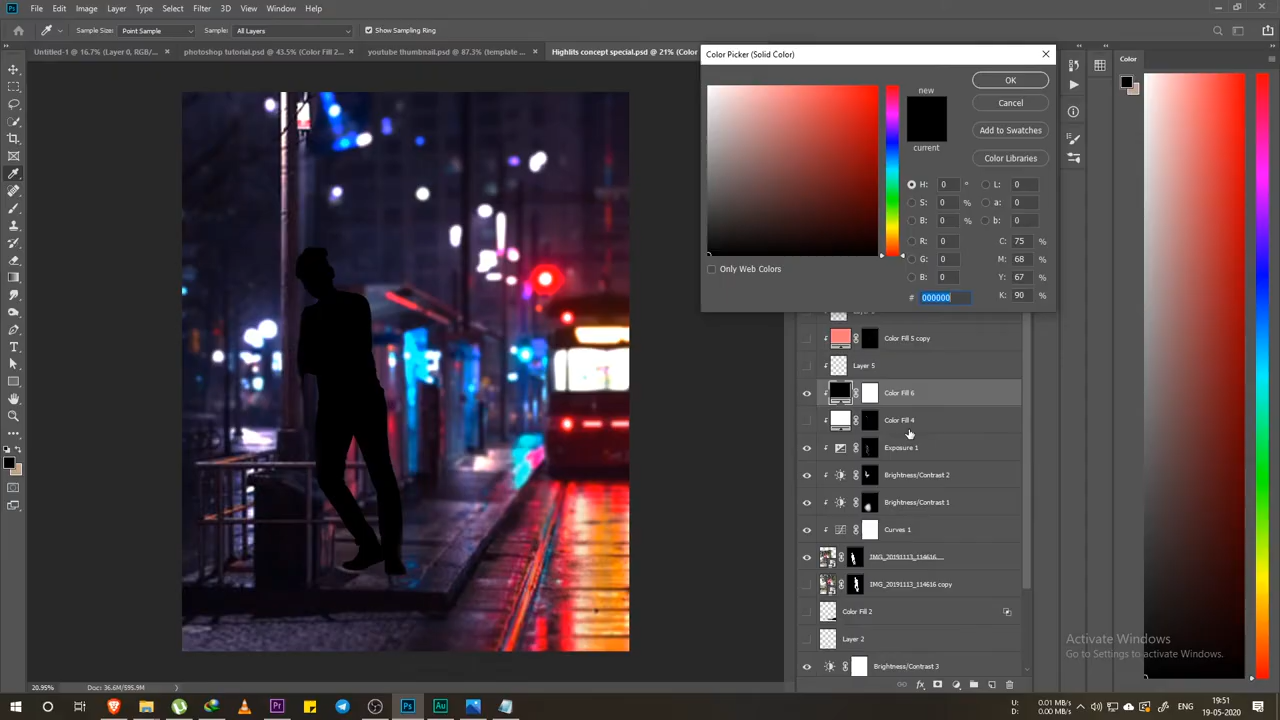 File Edit Image Layer Type Select Filter 3D View Window Help
Sample Size: Point Sample Sample: All Layers Show Sampling Ring
Untitled-1 @ 16.7% (Layer 0, RGB/... × photoshop tutorial.psd @ 43.5% (Color Fill 2... × youtube thumbnail.psd @ 87.3% (template ... × Highlits concept special.psd @ 21% (Color
Color Picker (Solid Color)
Color
new
current
OK
Cancel
Add to Swatches
Color Libraries
H: 0 ° L: 0
S: 0 % a: 0
B: 0 % b: 0
R: 0 C: 75 %
G: 0 M: 68 %
B: 0 Y: 67 %
# 000000 K: 90 %
Only Web Colors
Color Fill 5 copy
Layer 5
Color Fill 6
Color Fill 4
Exposure 1
Brightness/Contrast 2
Brightness/Contrast 1
Curves 1
IMG_20191113_114616...
IMG_20191113_114616 copy
Color Fill 2
Layer 2
Brightness/Contrast 3
Activate Windows
Go to Settings to activate Windows.
20.95% Doc: 36.6M/595.9M
U: 0.01 MB/s
D: 0.00 MB/s
19:51
19-05-2020